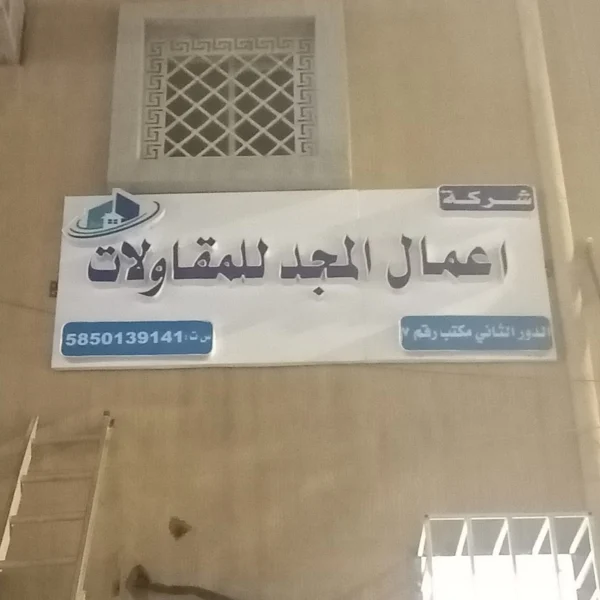 شركة
اعمال المجد للمقاولات
الدور الثاني مكتب رقم ٧
س ت: 5850139141